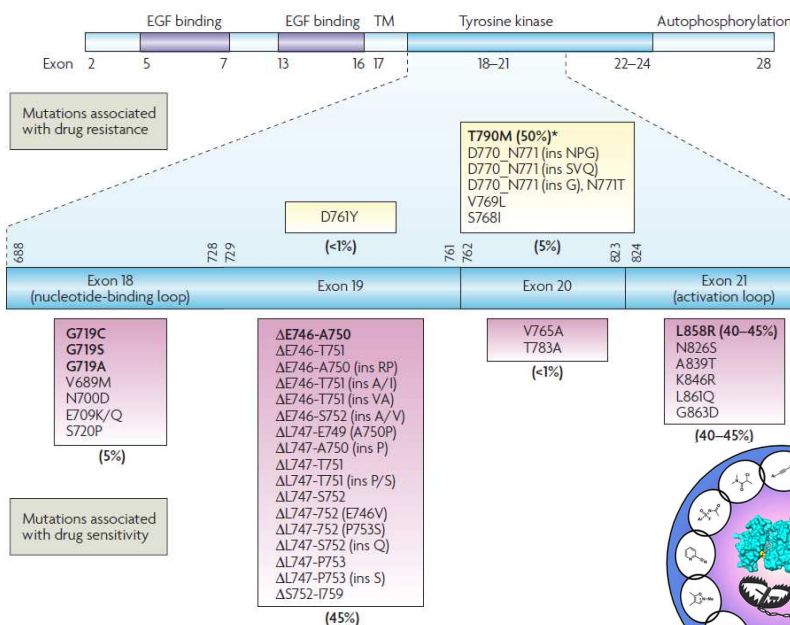 EGF binding EGF binding TM Tyrosine kinase Autophosphorylation
Exon 2 5 7 13 16 17 18–21 22–24 28
Mutations associated
with drug resistance
T790M (50%)*
D770_N771 (ins NPG)
D770_N771 (ins SVQ)
D770_N771 (ins G), N771T
V769L
S768I
(5%)
D761Y
(<1%)
688 728 729 761 762 823 824
Exon 18
(nucleotide-binding loop)
Exon 19
Exon 20
Exon 21
(activation loop)
G719C
G719S
G719A
V689M
N700D
E709K/Q
S720P
(5%)
ΔE746-A750
ΔE746-T751
ΔE746-A750 (ins RP)
ΔE746-T751 (ins A/I)
ΔE746-T751 (ins VA)
ΔE746-S752 (ins A/V)
ΔL747-E749 (A750P)
ΔL747-A750 (ins P)
ΔL747-T751
ΔL747-T751 (ins P/S)
ΔL747-S752
ΔL747-752 (E746V)
ΔL747-752 (P753S)
ΔL747-S752 (ins Q)
ΔL747-P753
ΔL747-P753 (ins S)
ΔS752-I759
(45%)
V765A
T783A
(<1%)
L858R (40–45%)
N826S
A839T
K846R
L861Q
G863D
(40–45%)
Mutations associated
with drug sensitivity